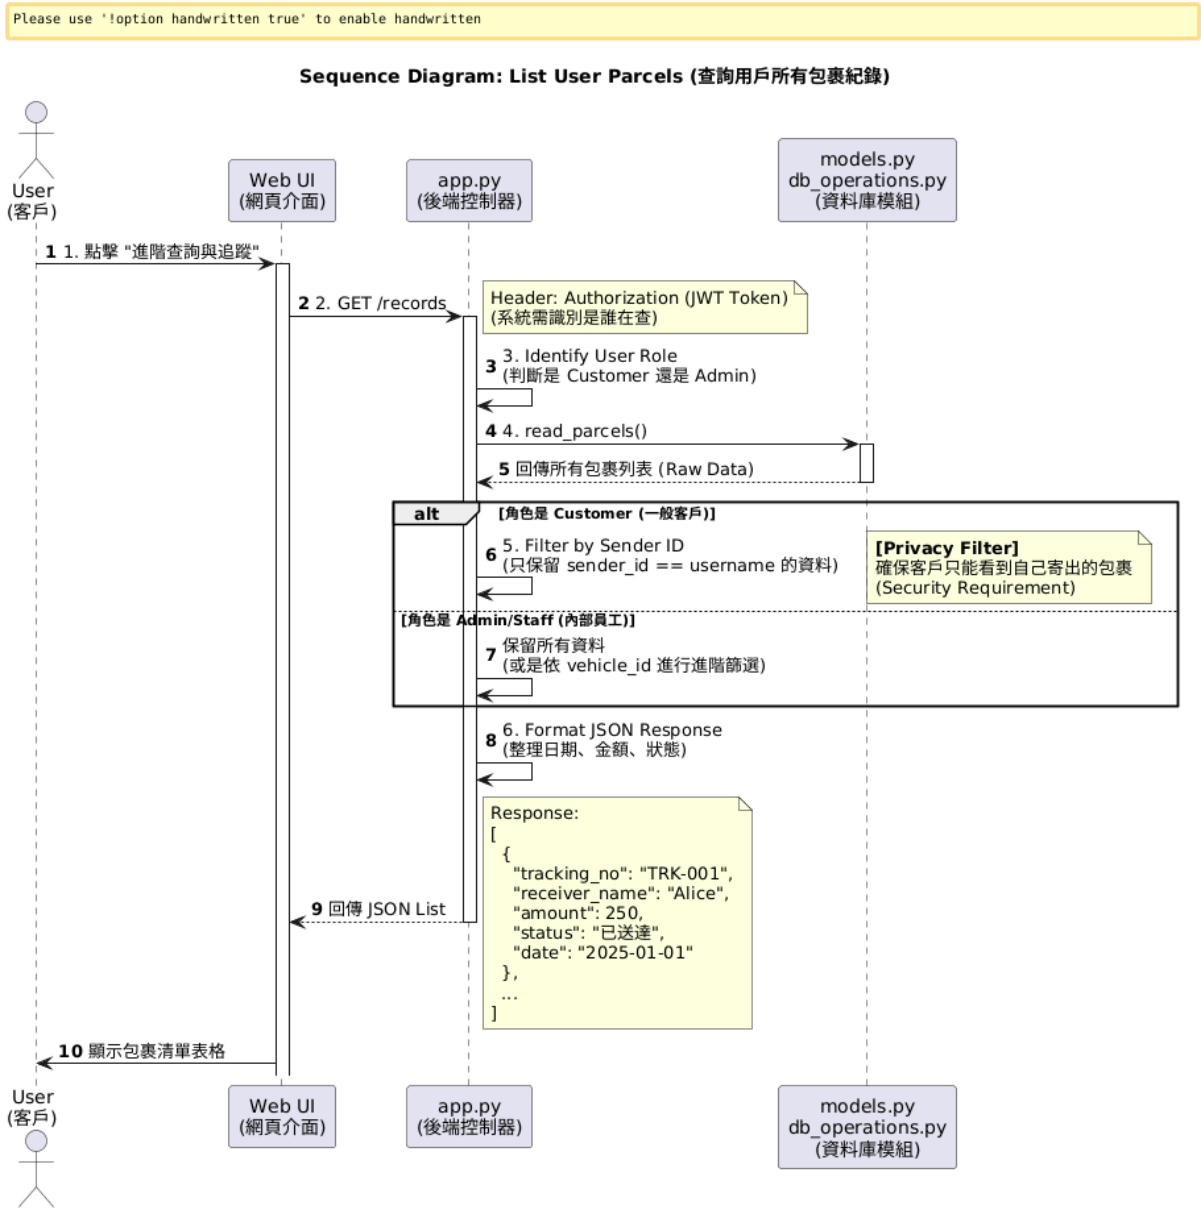 Please use '!option handwritten true' to enable handwritten
Sequence Diagram: List User Parcels (查詢用戶所有包裹紀錄)
User
(客戶)
Web UI
(網頁介面)
app.py
(後端控制器)
models.py
db_operations.py
(資料庫模組)
1 1. 點擊 "進階查詢與追蹤"
2 2. GET /records
Header: Authorization (JWT Token)
(系統需識別是誰在查)
3 3. Identify User Role
(判斷是 Customer 還是 Admin)
4 4. read_parcels()
5 回傳所有包裹列表 (Raw Data)
alt [角色是 Customer (一般客戶)]
6 5. Filter by Sender ID
(只保留 sender_id == username 的資料)
[Privacy Filter]
確保客戶只能看到自己寄出的包裹
(Security Requirement)
[角色是 Admin/Staff (內部員工)]
7 保留所有資料
(或是依 vehicle_id 進行進階篩選)
8 6. Format JSON Response
(整理日期、金額、狀態)
Response:
[
{
"tracking_no": "TRK-001",
"receiver_name": "Alice",
"amount": 250,
"status": "已送達",
"date": "2025-01-01"
},
...
]
9 回傳 JSON List
10 顯示包裹清單表格
User
(客戶)
Web UI
(網頁介面)
app.py
(後端控制器)
models.py
db_operations.py
(資料庫模組)